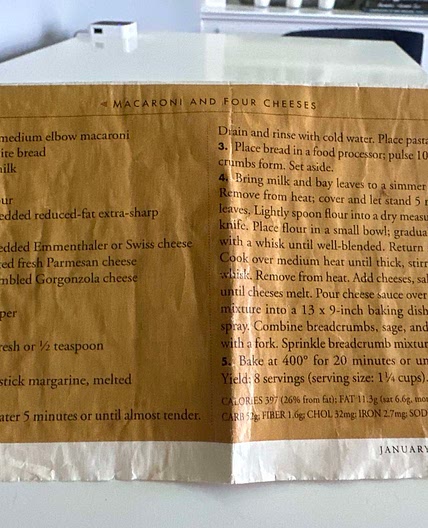 MACARONI AND FOUR CHEESES
medium elbow macaroni
ite bread
nilk
ur
edded reduced-fat extra-sharp
edded Emmenthaler or Swiss cheese
ged fresh Parmesan cheese
mbled Gorgonzola cheese
per
resh or ½ teaspoon
stick margarine, melted
ater 5 minutes or until almost tender.
Drain and rinse with cold water. Place pasta
3. Place bread in a food processor; pulse 10
crumbs form. Set aside.
4. Bring milk and bay leaves to a simmer
Remove from heat; cover and let stand 5 m
leaves. Lightly spoon flour into a dry measu
knife. Place flour in a small bowl; gradua
with a whisk until well-blended. Return
Cook over medium heat until thick, stirr
whisk. Remove from heat. Add cheeses, sal
until cheeses melt. Pour cheese sauce over
mixture into a 13 x 9-inch baking dish
spray. Combine breadcrumbs, sage, and
with a fork. Sprinkle breadcrumb mixtur
5. Bake at 400° for 20 minutes or un
Yield: 8 servings (serving size: 1¼ cups).
CALORIES 397 (26% from fat); FAT 11.3g (sat 6.6g, mor
CARB 52g; FIBER 1.6g; CHOL 32mg; IRON 2.7mg; SOD
JANUARY